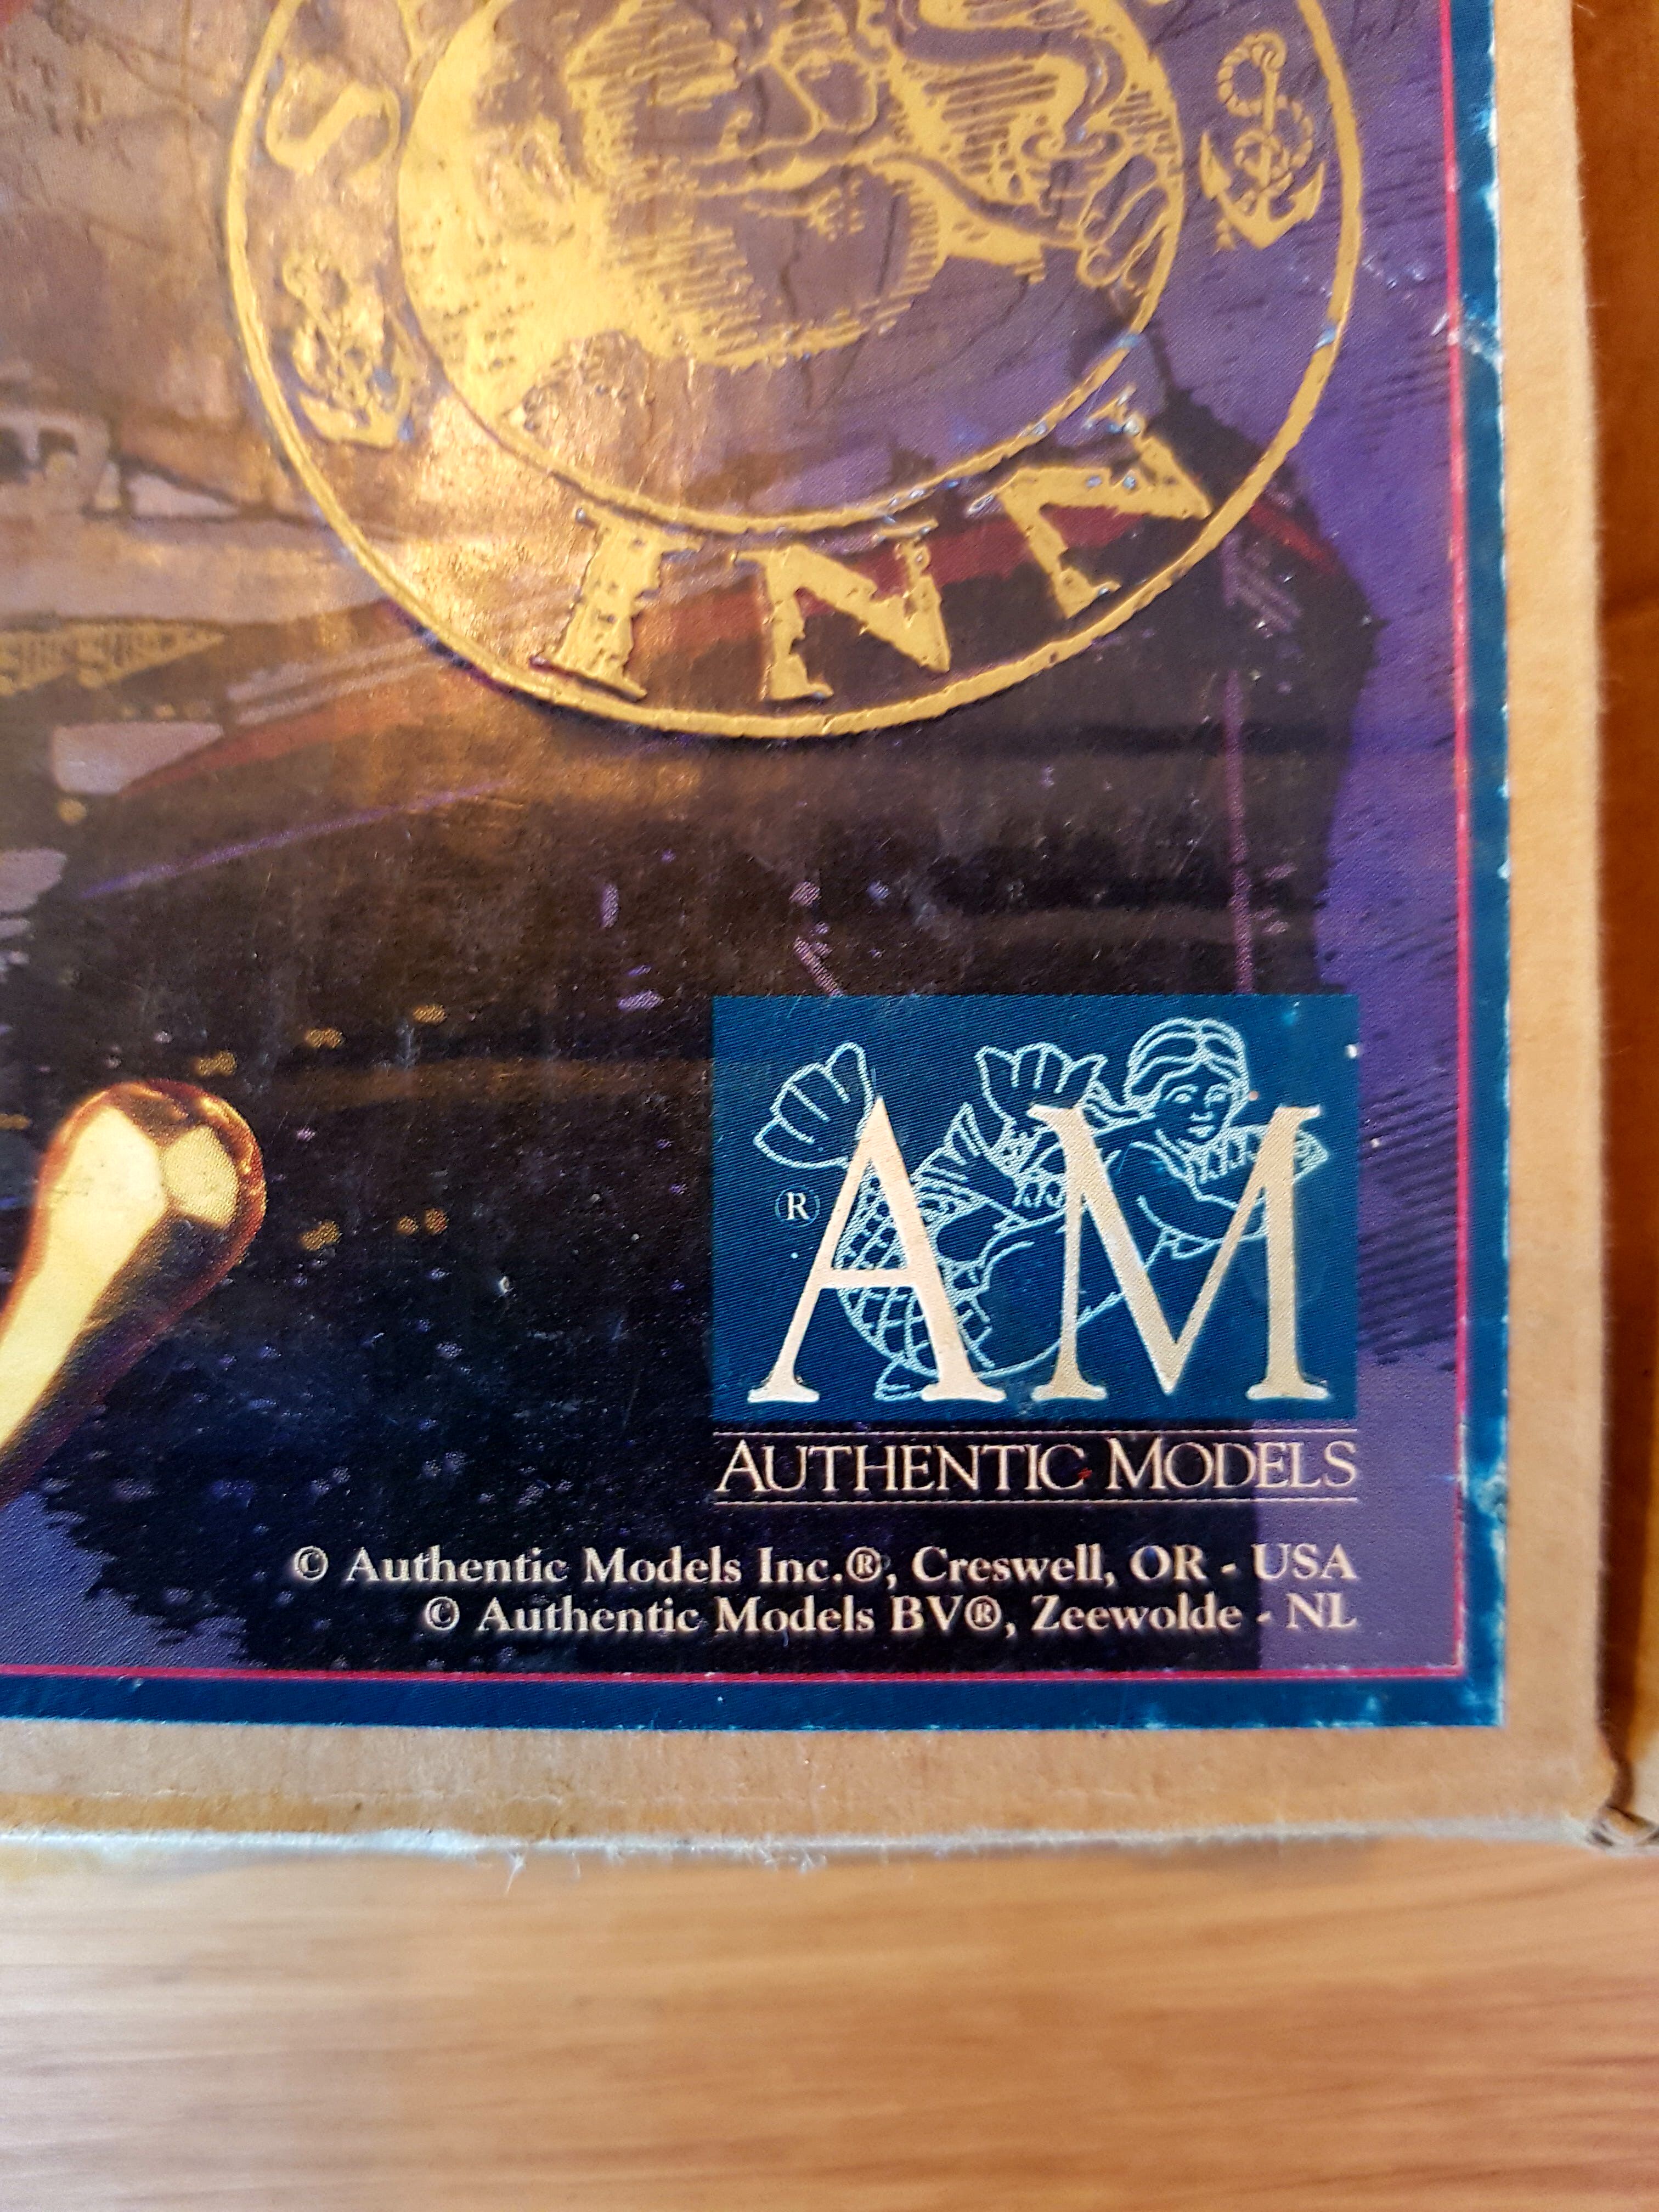 S
INN
®
AM
AUTHENTIC MODELS
© Authentic Models Inc.®, Creswell, OR - USA
© Authentic Models BV®, Zeewolde - NL